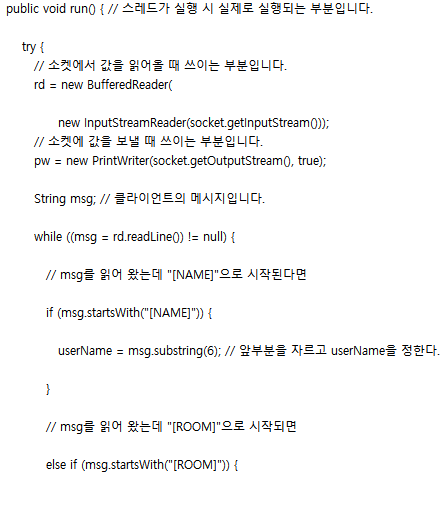 public void run() { // 스레드가 실행 시 실제로 실행되는 부분입니다.
try {
// 소켓에서 값을 읽어올 때 쓰이는 부분입니다.
rd = new BufferedReader(
new InputStreamReader(socket.getInputStream()));
// 소켓에 값을 보낼 때 쓰이는 부분입니다.
pw = new PrintWriter(socket.getOutputStream(), true);
String msg; // 클라이언트의 메시지입니다.
while ((msg = rd.readLine()) != null) {
// msg를 읽어 왔는데 "[NAME]"으로 시작된다면
if (msg.startsWith("[NAME]")) {
userName = msg.substring(6); // 앞부분을 자르고 userName을 정한다.
}
// msg를 읽어 왔는데 "[ROOM]"으로 시작되면
else if (msg.startsWith("[ROOM]")) {